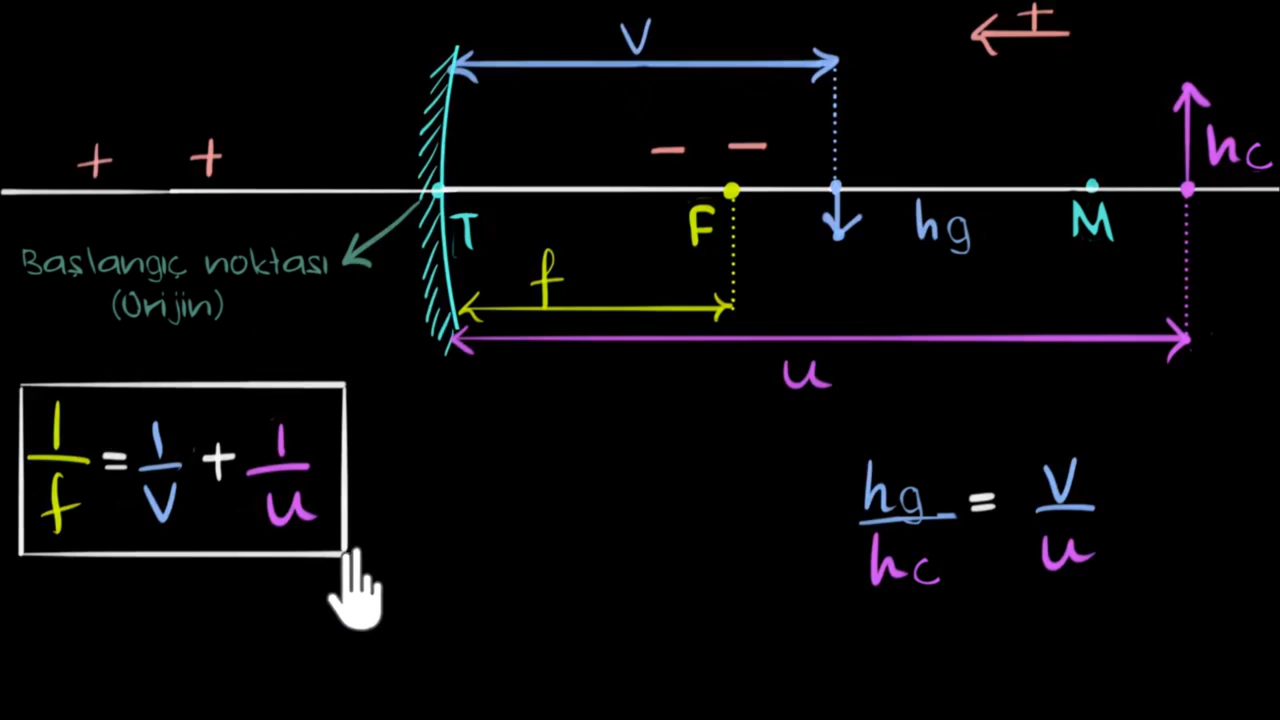 V
+
+ +
- -
hc
T
F
hg
M
Başlangıç noktası
(Orijin)
f
u
1/f = 1/V + 1/u
hg/hc = V/u